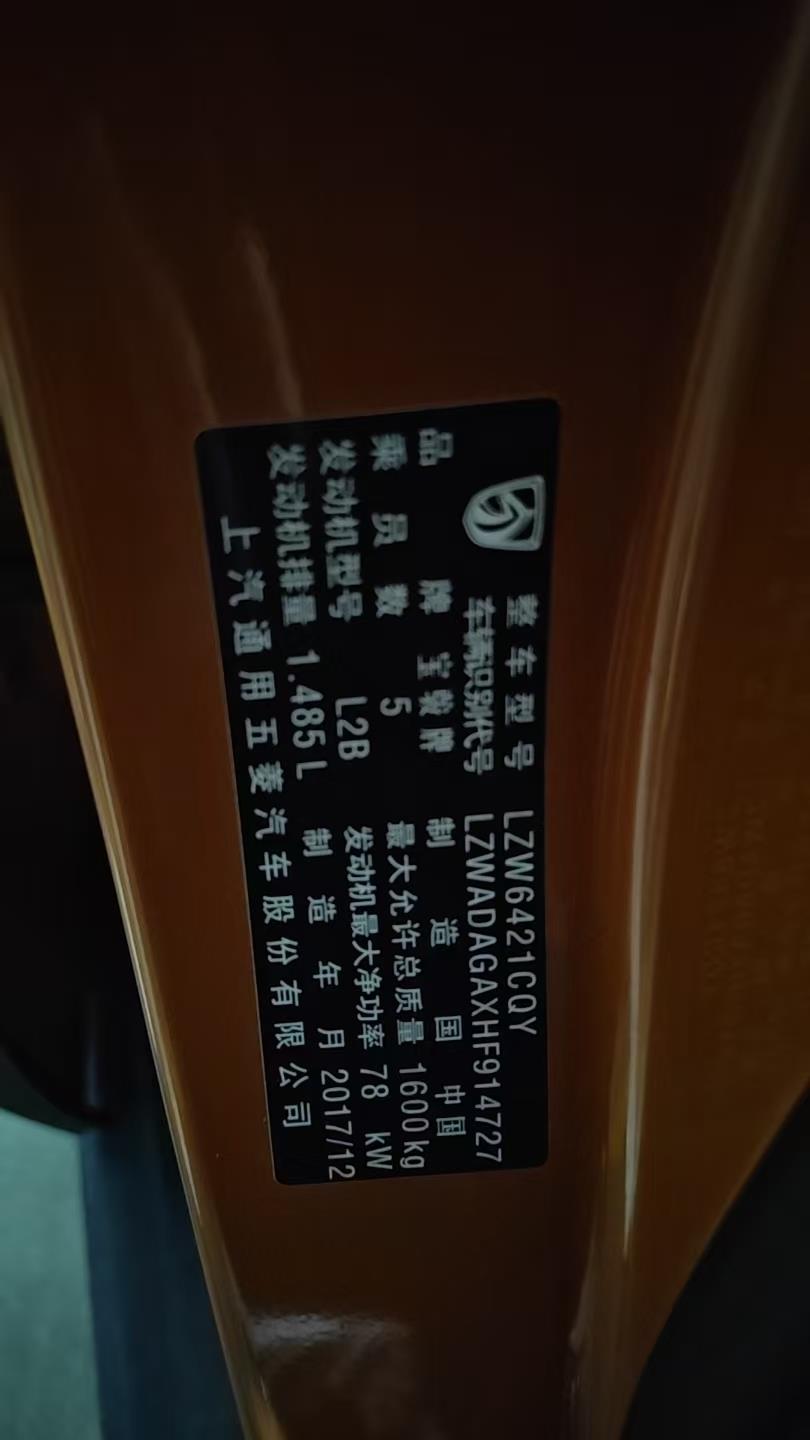 整车型号 LZW6421CQY
车辆识别代号 LZWADAGAXHF914727
品牌 宝骏牌 制造国 中国
乘员数 5 最大允许总质量 1600kg
发动机型号 L2B 发动机最大净功率 78 kW
发动机排量 1.485L 制造年月 2017/12
上汽通用五菱汽车股份有限公司